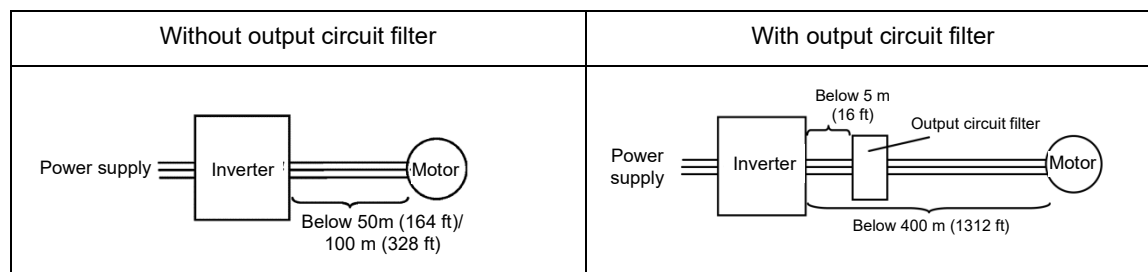 Without output circuit filter
With output circuit filter
Power supply
Inverter
Motor
Below 50m (164 ft)/
100 m (328 ft)
Below 5 m
(16 ft)
Output circuit filter
Power
supply
Inverter
Motor
Below 400 m (1312 ft)